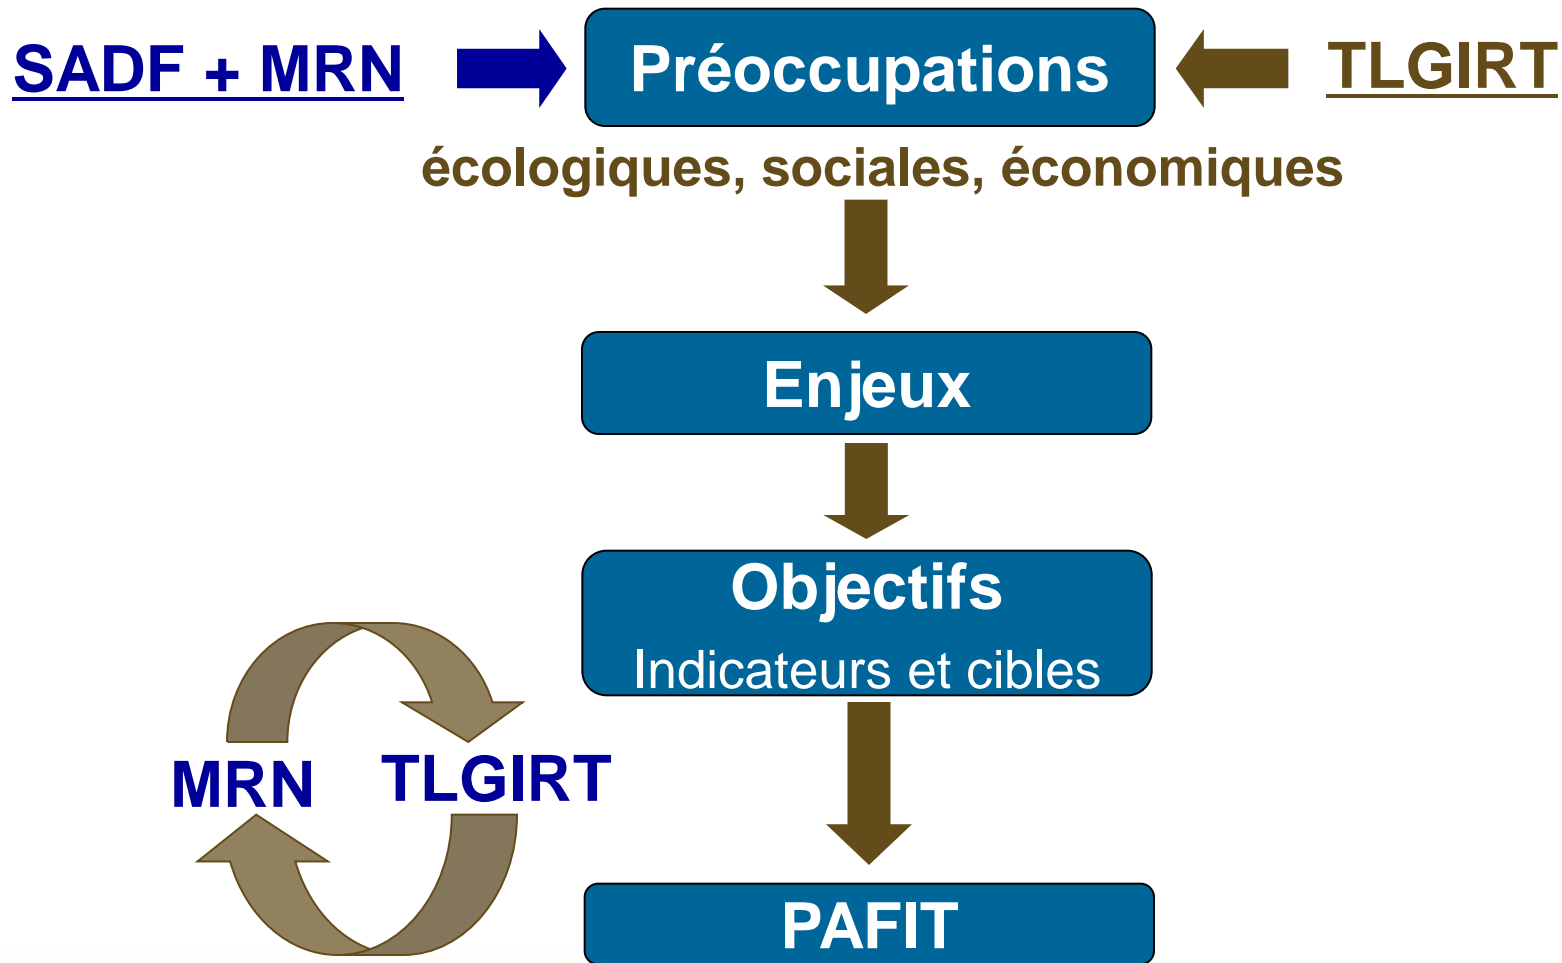 SADF + MRN
Préoccupations
TLGIRT
écologiques, sociales, économiques
Enjeux
Objectifs
Indicateurs et cibles
MRN
TLGIRT
PAFIT